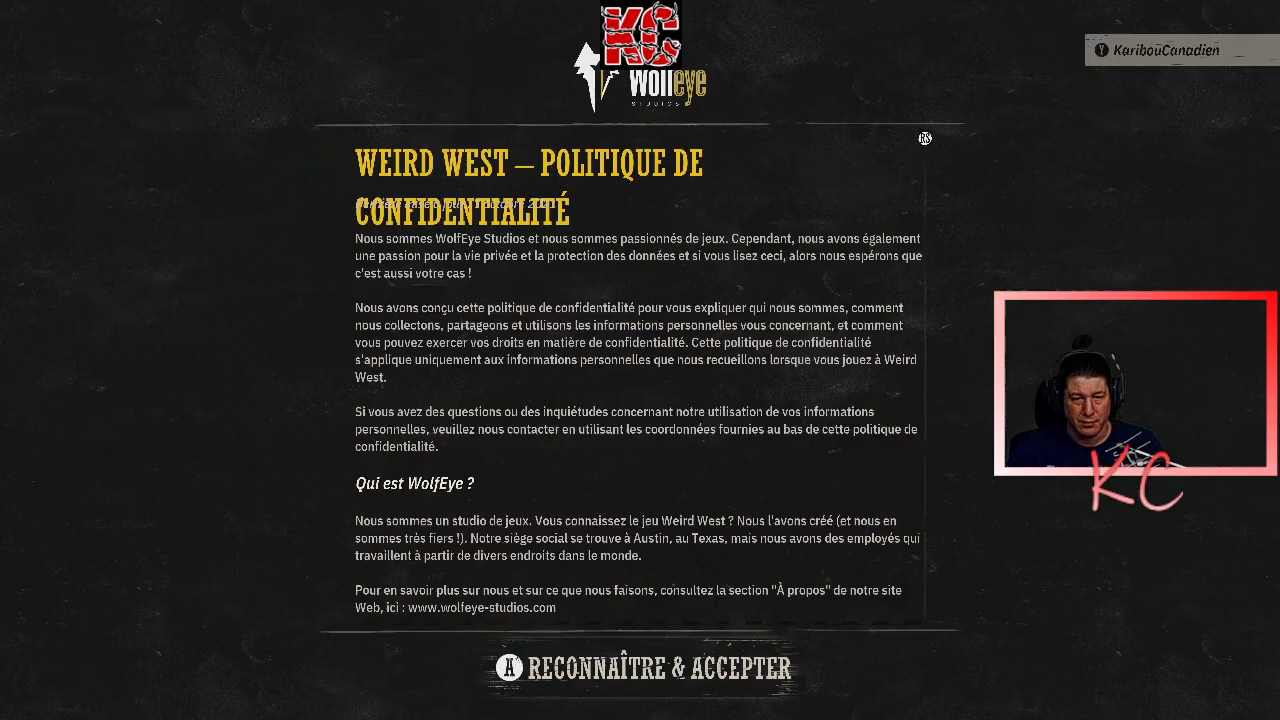 KC
Wolfeye
STUDIOS
Y KaribouCanadien
RS
WEIRD WEST — POLITIQUE DE
CONFIDENTIALITÉ
Nous sommes WolfEye Studios et nous sommes passionnés de jeux. Cependant, nous avons également
une passion pour la vie privée et la protection des données et si vous lisez ceci, alors nous espérons que
c'est aussi votre cas !
Nous avons conçu cette politique de confidentialité pour vous expliquer qui nous sommes, comment
nous collectons, partageons et utilisons les informations personnelles vous concernant, et comment
vous pouvez exercer vos droits en matière de confidentialité. Cette politique de confidentialité
s'applique uniquement aux informations personnelles que nous recueillons lorsque vous jouez à Weird
West.
Si vous avez des questions ou des inquiétudes concernant notre utilisation de vos informations
personnelles, veuillez nous contacter en utilisant les coordonnées fournies au bas de cette politique de
confidentialité.
Qui est WolfEye ?
Nous sommes un studio de jeux. Vous connaissez le jeu Weird West ? Nous l'avons créé (et nous en
sommes très fiers !). Notre siège social se trouve à Austin, au Texas, mais nous avons des employés qui
travaillent à partir de divers endroits dans le monde.
Pour en savoir plus sur nous et sur ce que nous faisons, consultez la section "À propos" de notre site
Web, ici : www.wolfeye-studios.com
KC
A RECONNAÎTRE & ACCEPTER